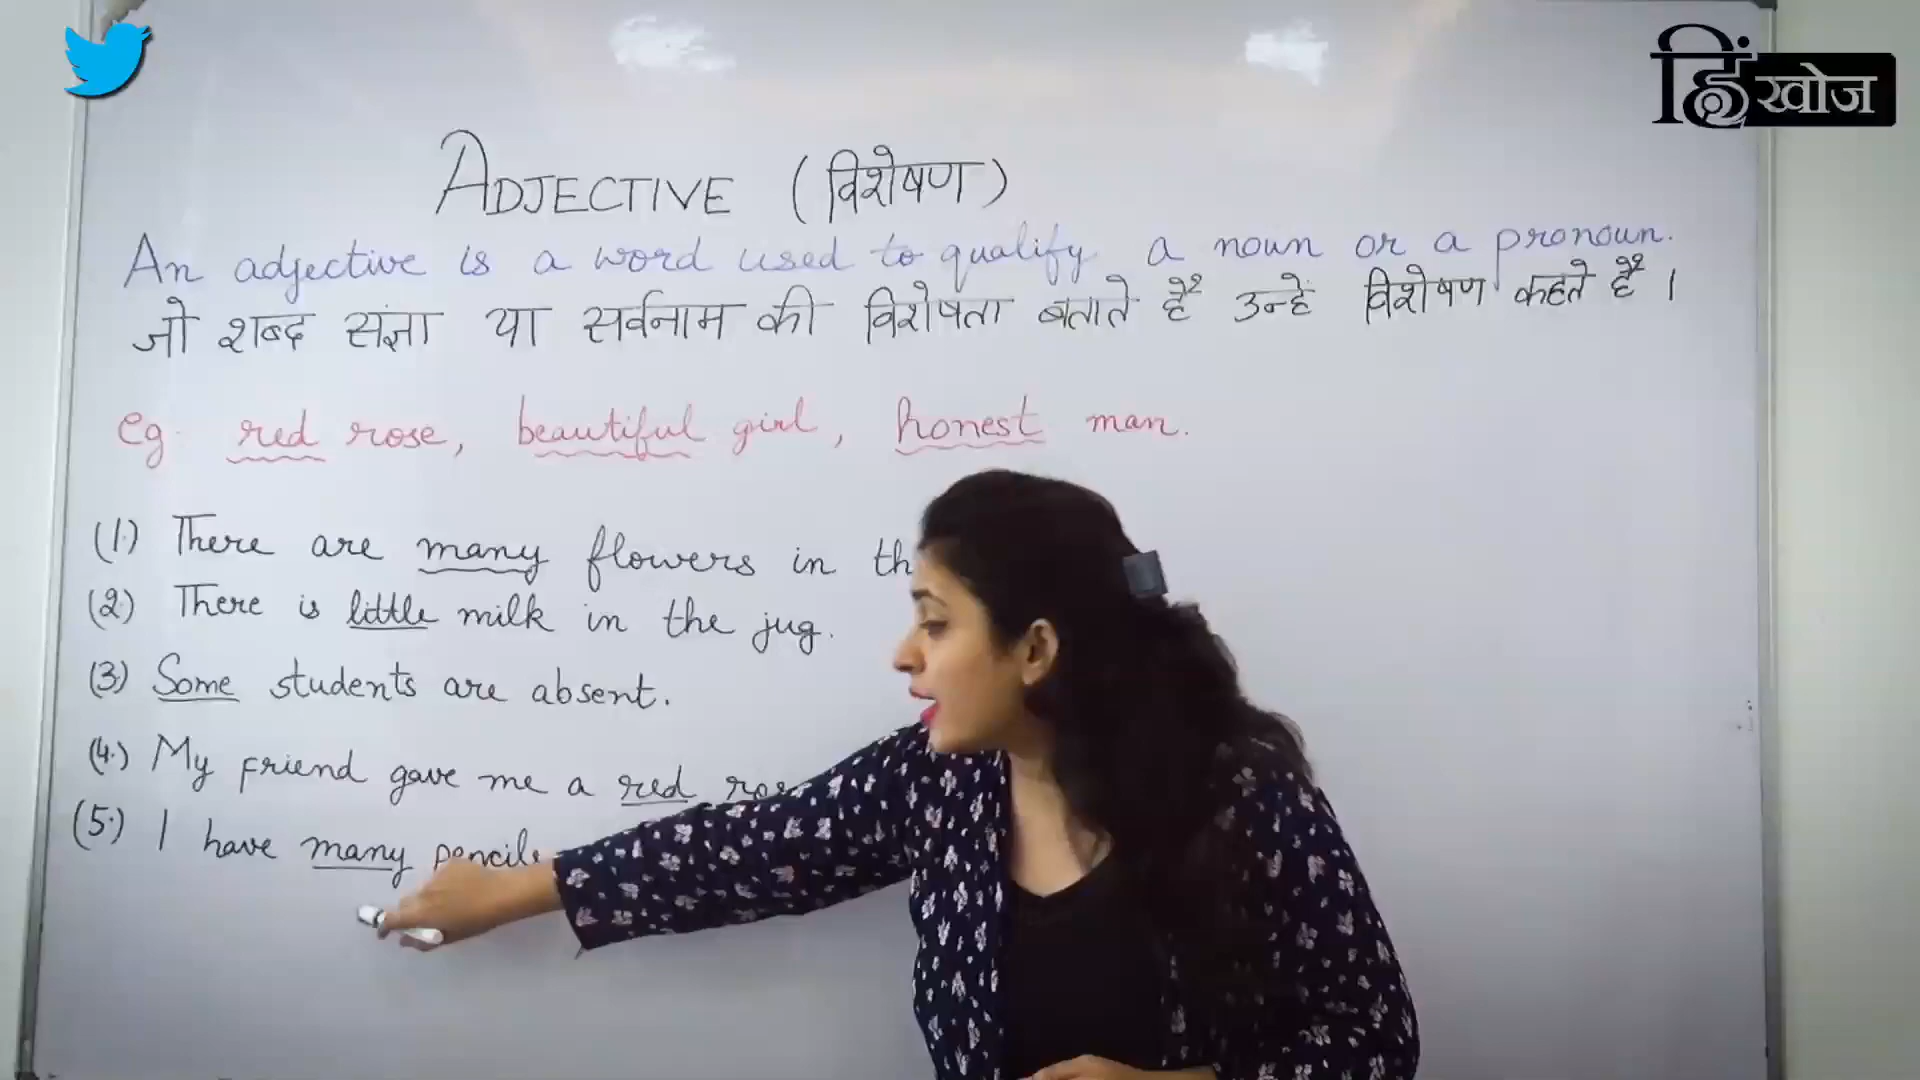 हिंखोज
ADJECTIVE (विशेषण)
An adjective is a word used to qualify a noun or a pronoun.
जो शब्द संज्ञा या सर्वनाम की विशेषता बताते हैं उन्हें विशेषण कहते हैं ।
eg. red rose, beautiful girl, honest man.
(1.) There are many flowers in
(2.) There is little milk in the jug.
(3.) Some students are absent.
(4.) My friend gave me a red
(5.) I have many pencils